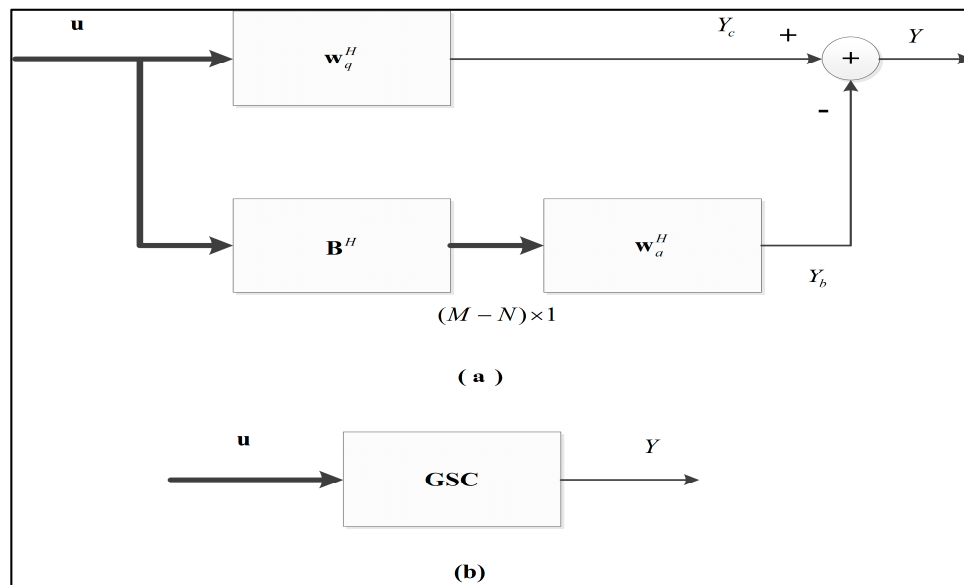 u
Y_c
+
Y
w_q^H
+
-
B^H
w_a^H
Y_b
(M − N)×1
( a )
u
GSC
Y
(b)